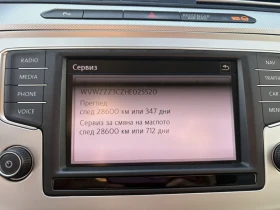 Сервиз
RADIO
MEDIA
PHONE
VOICE
NAV
TRAFFIC
CAR
MENU
WVWZZZ3CZHE025520
Преглед
след 28600 км или 347 дни
Сервиз за смяна на маслото
след 28600 км или 712 дни